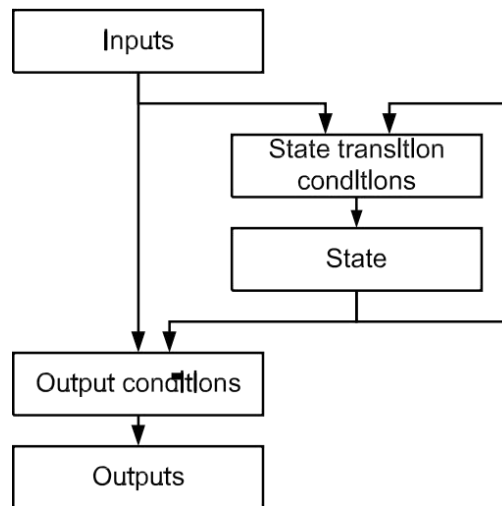 Inputs
State transition
conditions
State
Output conditions
Outputs